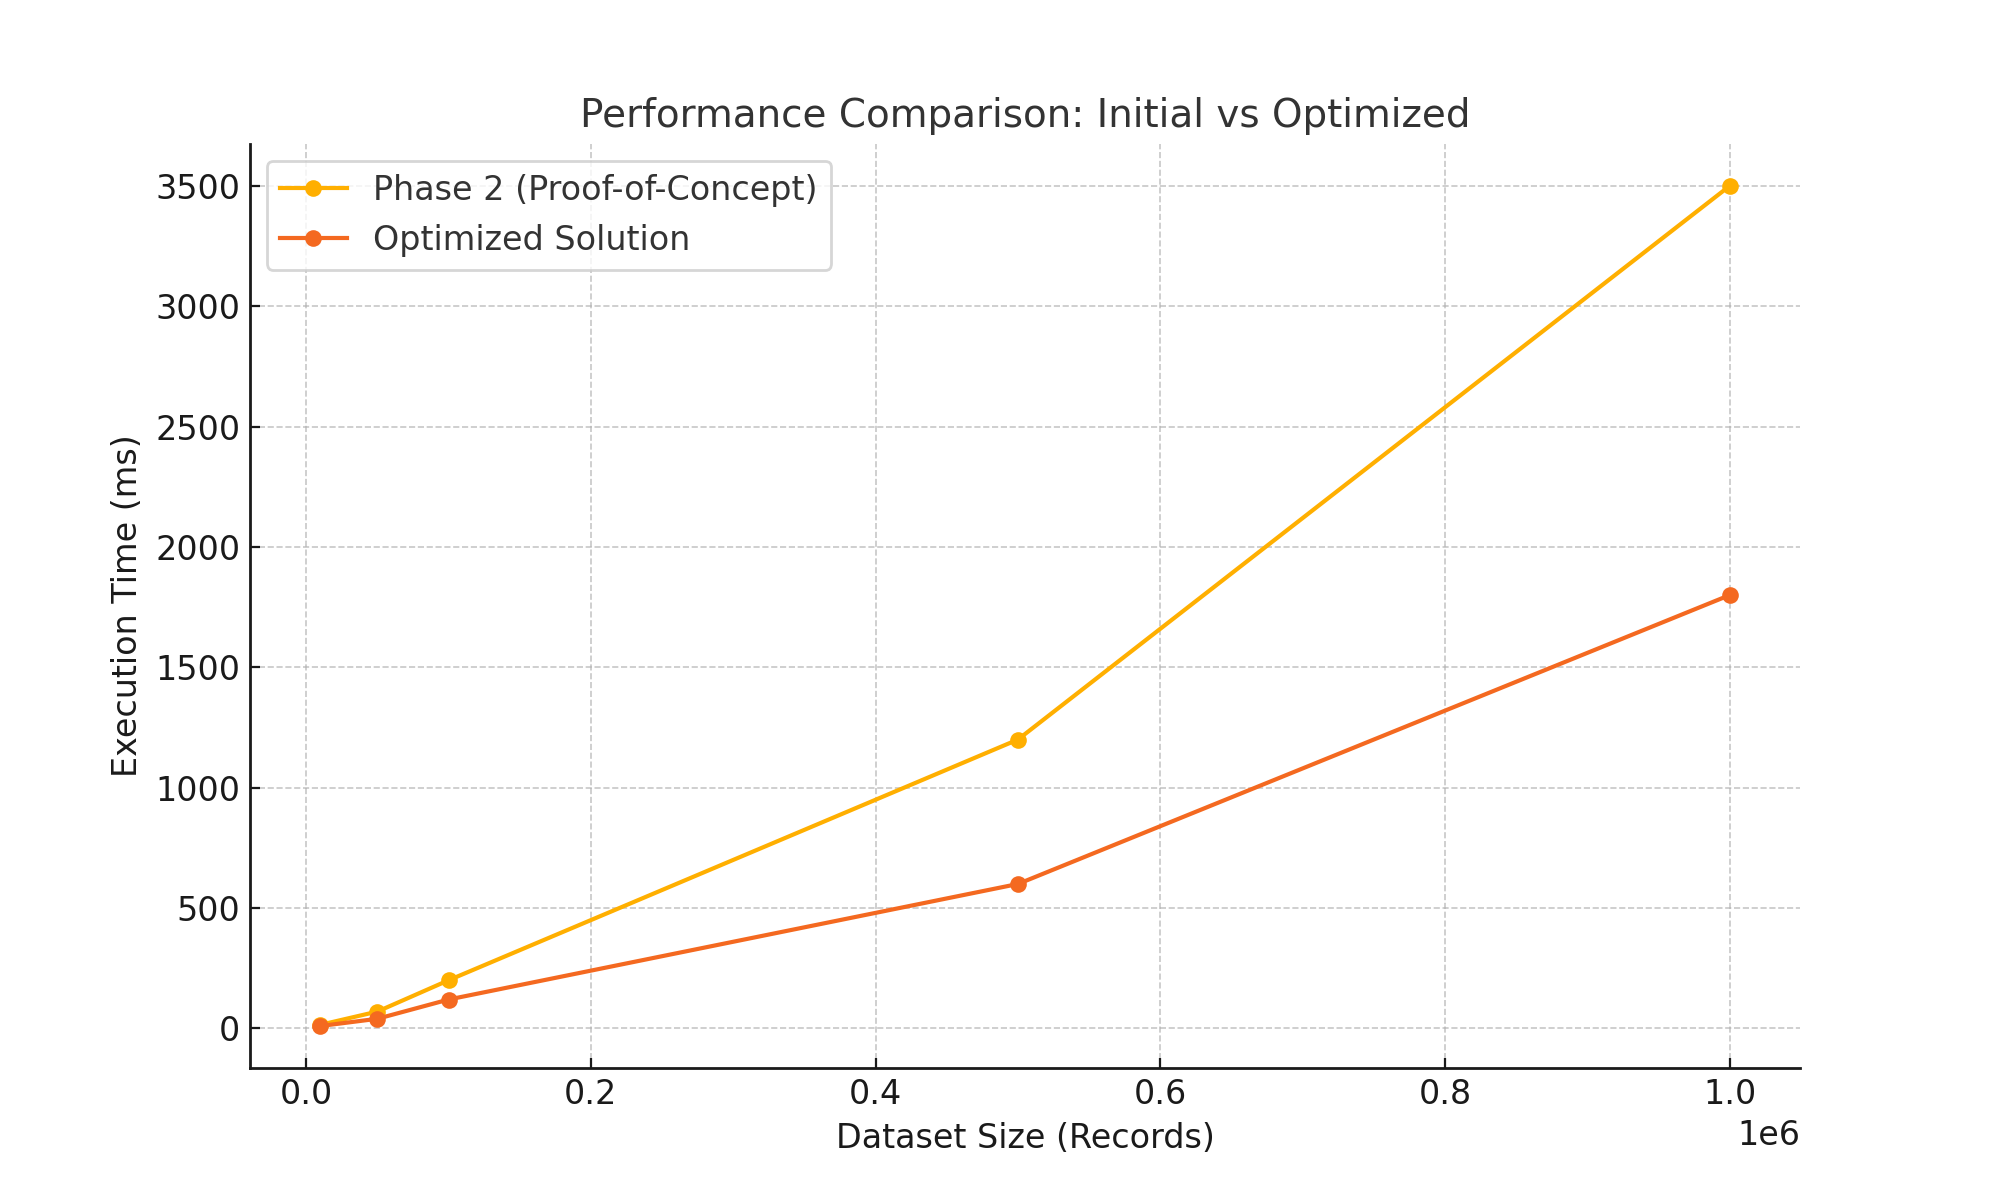 Performance Comparison: Initial vs Optimized
Phase 2 (Proof-of-Concept)
Optimized Solution
Execution Time (ms)
3500
3000
2500
2000
1500
1000
500
0
0.0 0.2 0.4 0.6 0.8 1.0
1e6
Dataset Size (Records)